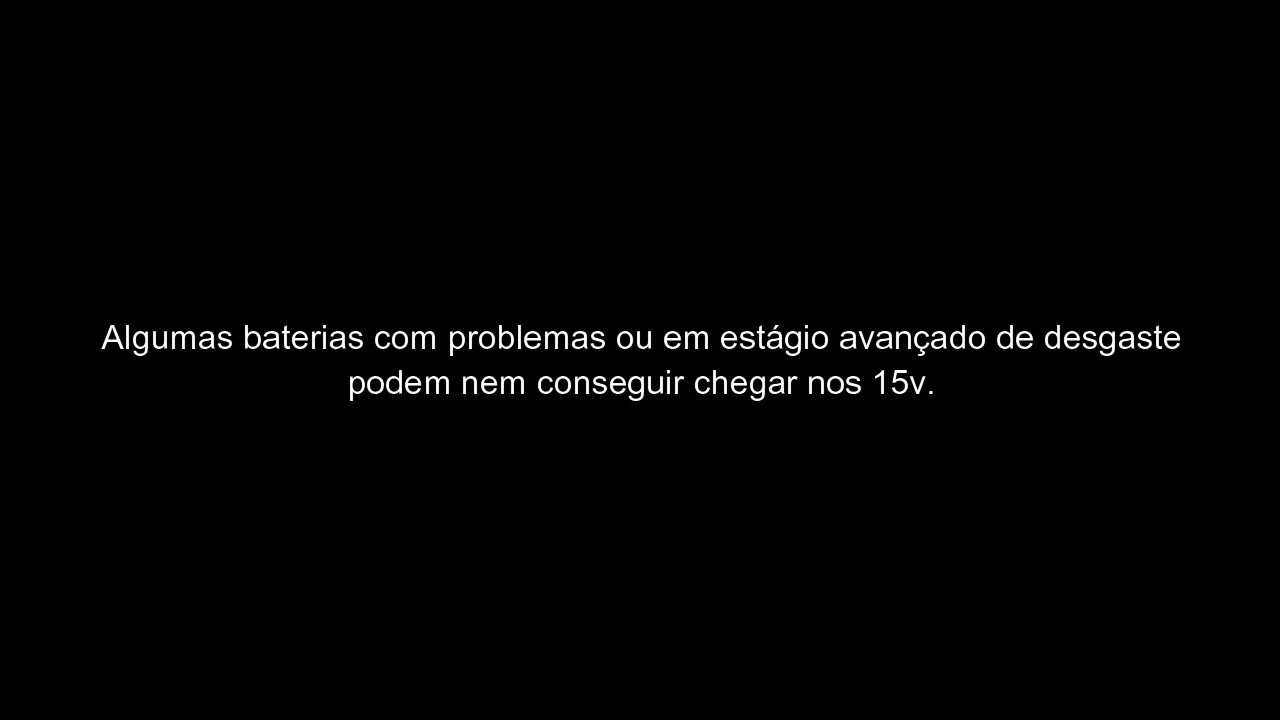 Algumas baterias com problemas ou em estágio avançado de desgaste
podem nem conseguir chegar nos 15v.